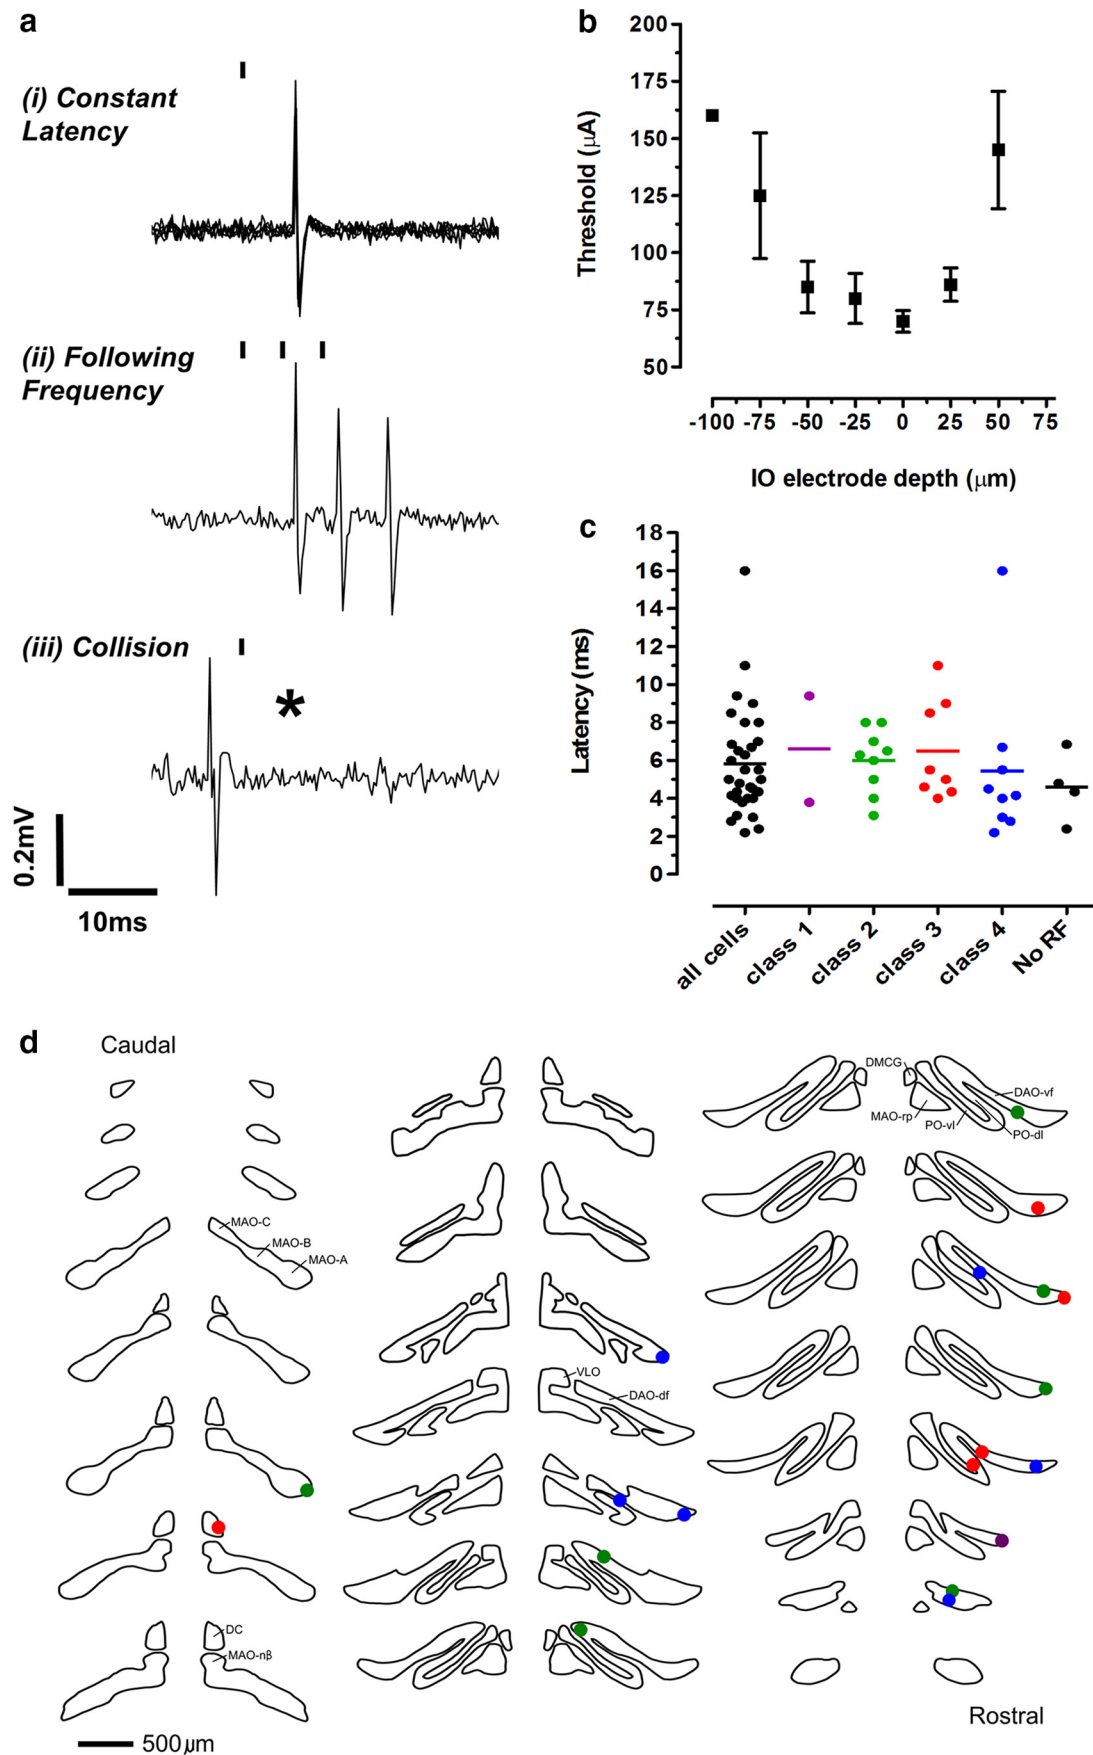 a
(i) Constant
Latency
(ii) Following
Frequency
(iii) Collision
*
0.2mV
10ms
b
200
175
150
125
100
75
50
Threshold (μA)
-100 -75 -50 -25 0 25 50 75
IO electrode depth (μm)
c
18
16
14
12
10
8
6
4
2
0
Latency (ms)
all cells
class 1
class 2
class 3
class 4
No RF
d
Caudal
MAO-C
MAO-B
MAO-A
DC
MAO-nβ
500μm
VLO
DAO-df
DMCG
DAO-vf
MAO-rp
PO-vl
PO-dl
Rostral